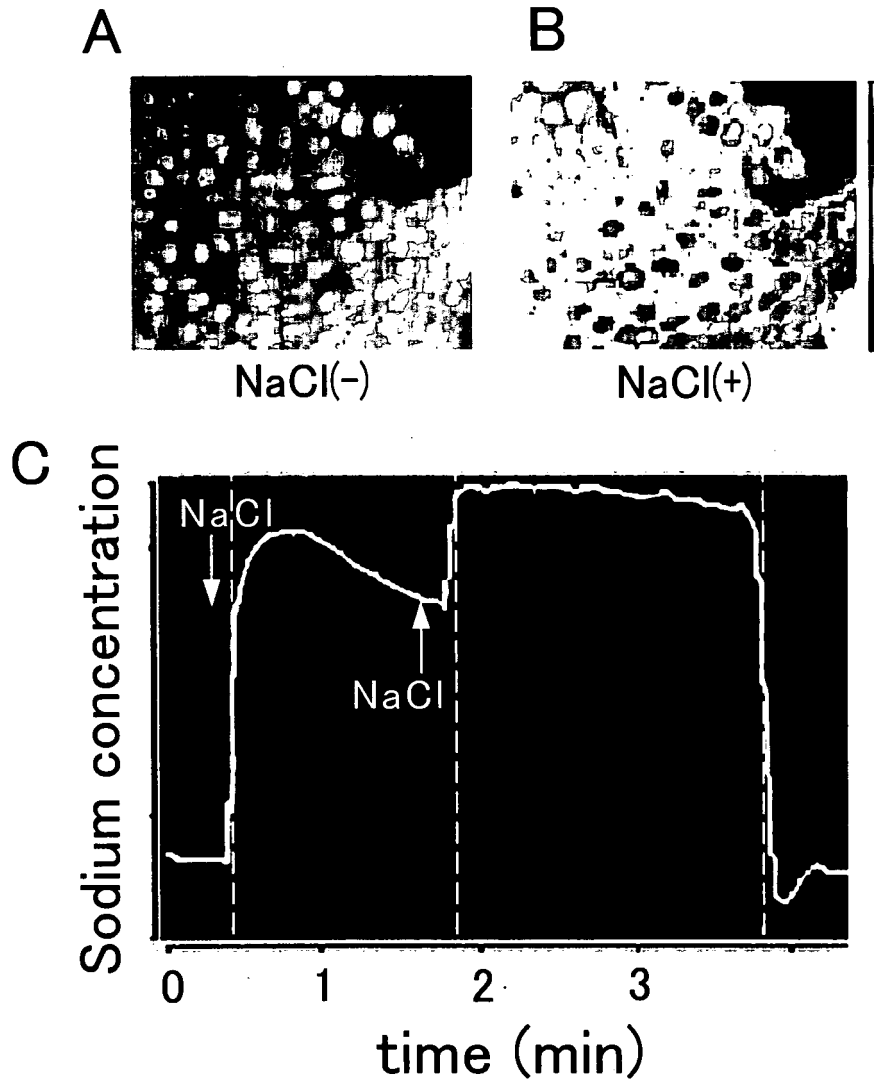 A
B
NaCl(-)
NaCl(+)
C
Sodium concentration
NaCl
NaCl
0 1 2 3
time (min)